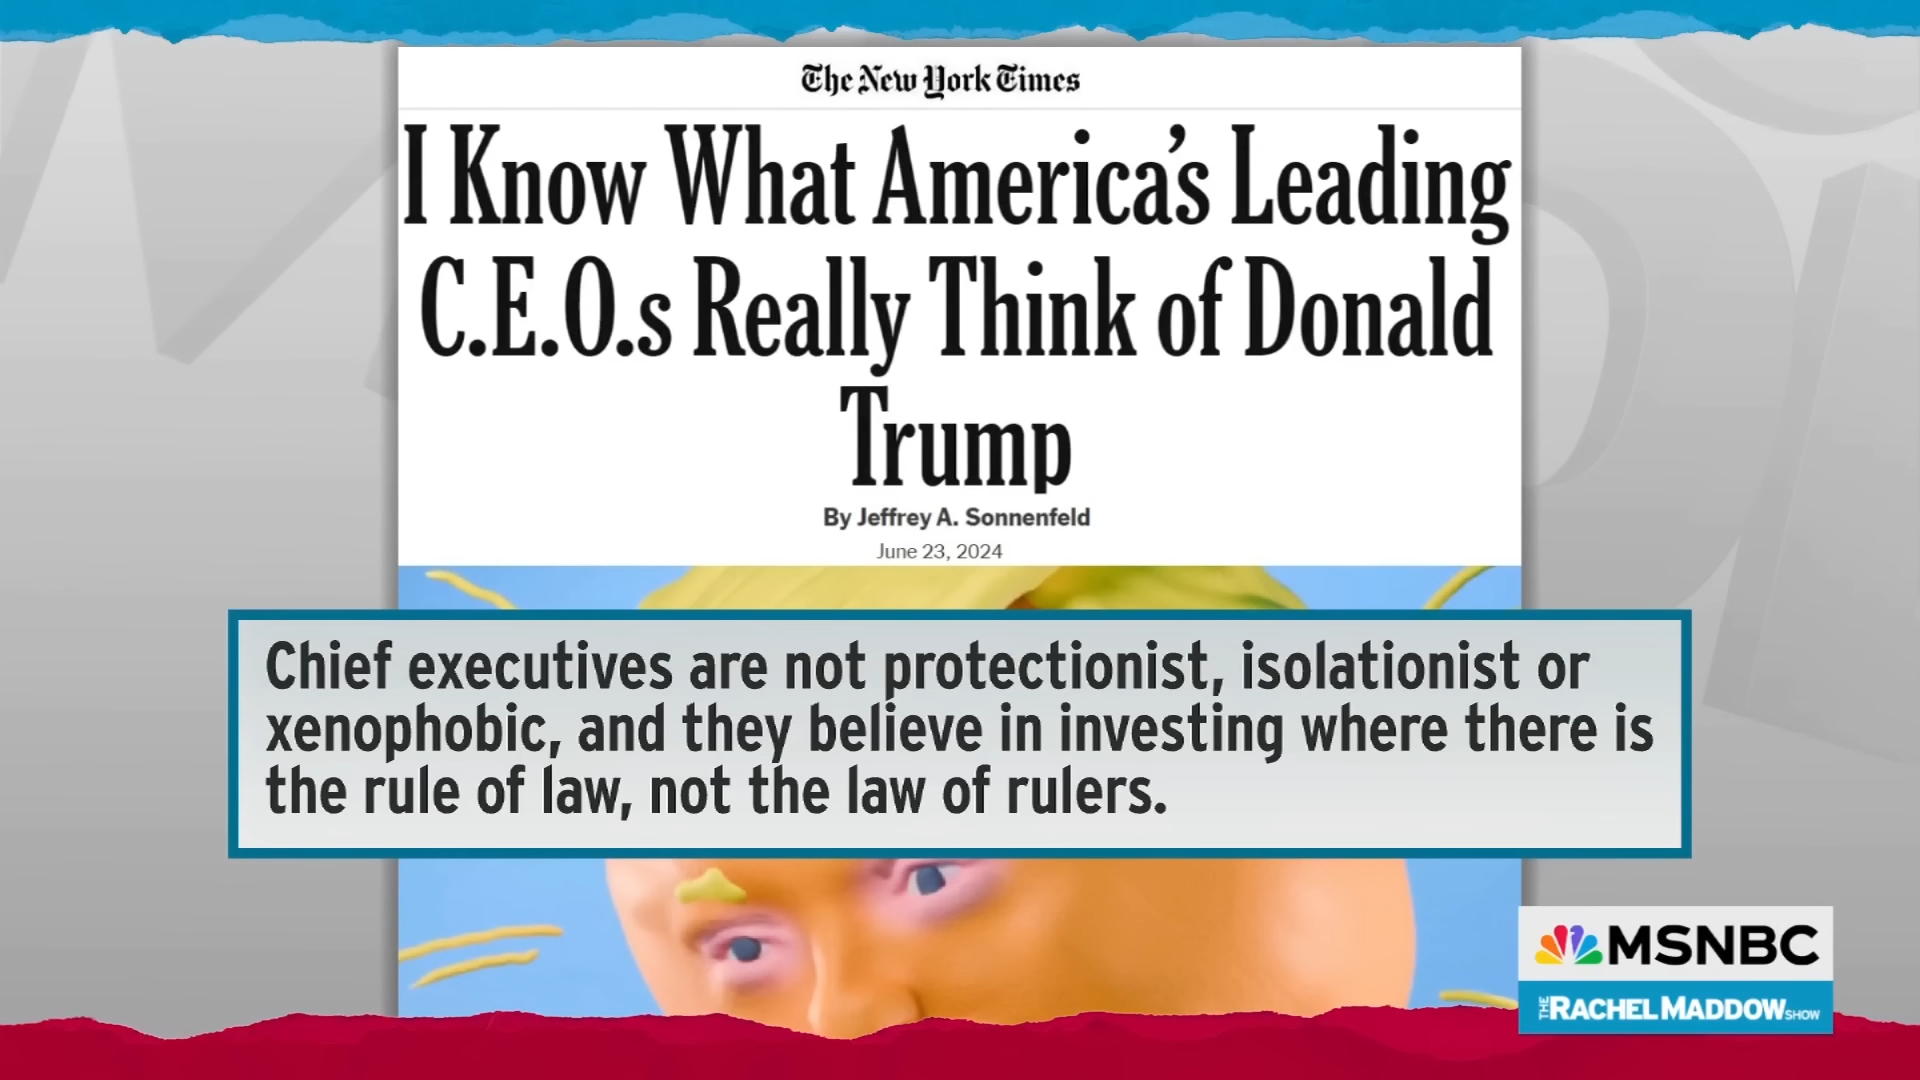 The New York Times
I Know What America’s Leading
C.E.O.s Really Think of Donald
Trump
By Jeffrey A. Sonnenfeld
June 23, 2024
Chief executives are not protectionist, isolationist or
xenophobic, and they believe in investing where there is
the rule of law, not the law of rulers.
MSNBC
THE RACHEL MADDOW SHOW